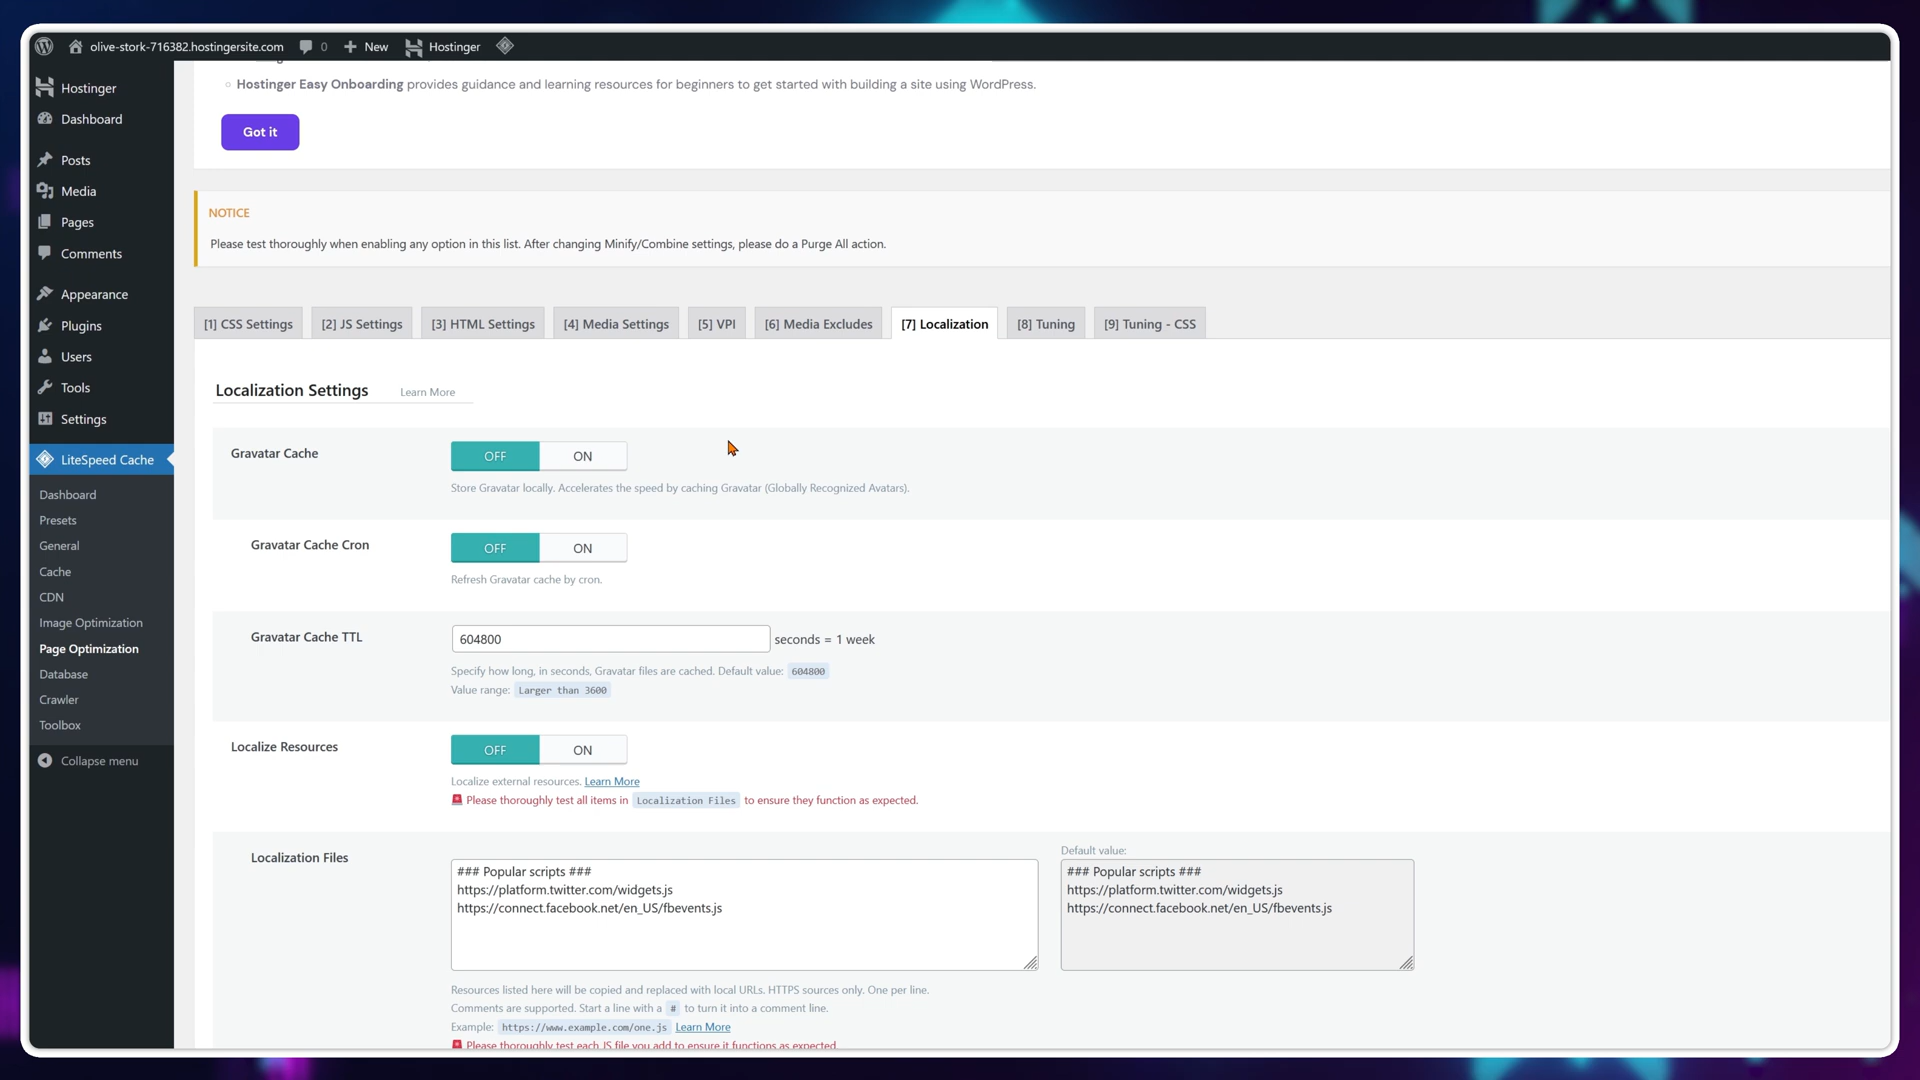 olive-stork-716382.hostingersite.com 0 New Hostinger
Hostinger
Dashboard
Posts
Media
Pages
Comments
Appearance
Plugins
Users
Tools
Settings
LiteSpeed Cache
Dashboard
Presets
General
Cache
CDN
Image Optimization
Page Optimization
Database
Crawler
Toolbox
Collapse menu
Hostinger Easy Onboarding provides guidance and learning resources for beginners to get started with building a site using WordPress.
Got it
NOTICE
Please test thoroughly when enabling any option in this list. After changing Minify/Combine settings, please do a Purge All action.
[1] CSS Settings [2] JS Settings [3] HTML Settings [4] Media Settings [5] VPI [6] Media Excludes [7] Localization [8] Tuning [9] Tuning - CSS
Localization Settings Learn More
Gravatar Cache OFF ON
Store Gravatar locally. Accelerates the speed by caching Gravatar (Globally Recognized Avatars).
Gravatar Cache Cron OFF ON
Refresh Gravatar cache by cron.
Gravatar Cache TTL 604800 seconds = 1 week
Specify how long, in seconds, Gravatar files are cached. Default value: 604800
Value range: Larger than 3600
Localize Resources OFF ON
Localize external resources. Learn More
Please thoroughly test all items in Localization Files to ensure they function as expected.
Localization Files
### Popular scripts ###
https://platform.twitter.com/widgets.js
https://connect.facebook.net/en_US/fbevents.js
Default value:
### Popular scripts ###
https://platform.twitter.com/widgets.js
https://connect.facebook.net/en_US/fbevents.js
Resources listed here will be copied and replaced with local URLs. HTTPS sources only. One per line.
Comments are supported. Start a line with a # to turn it into a comment line.
Example: https://www.example.com/one.js Learn More
Please thoroughly test each JS file you add to ensure it functions as expected.